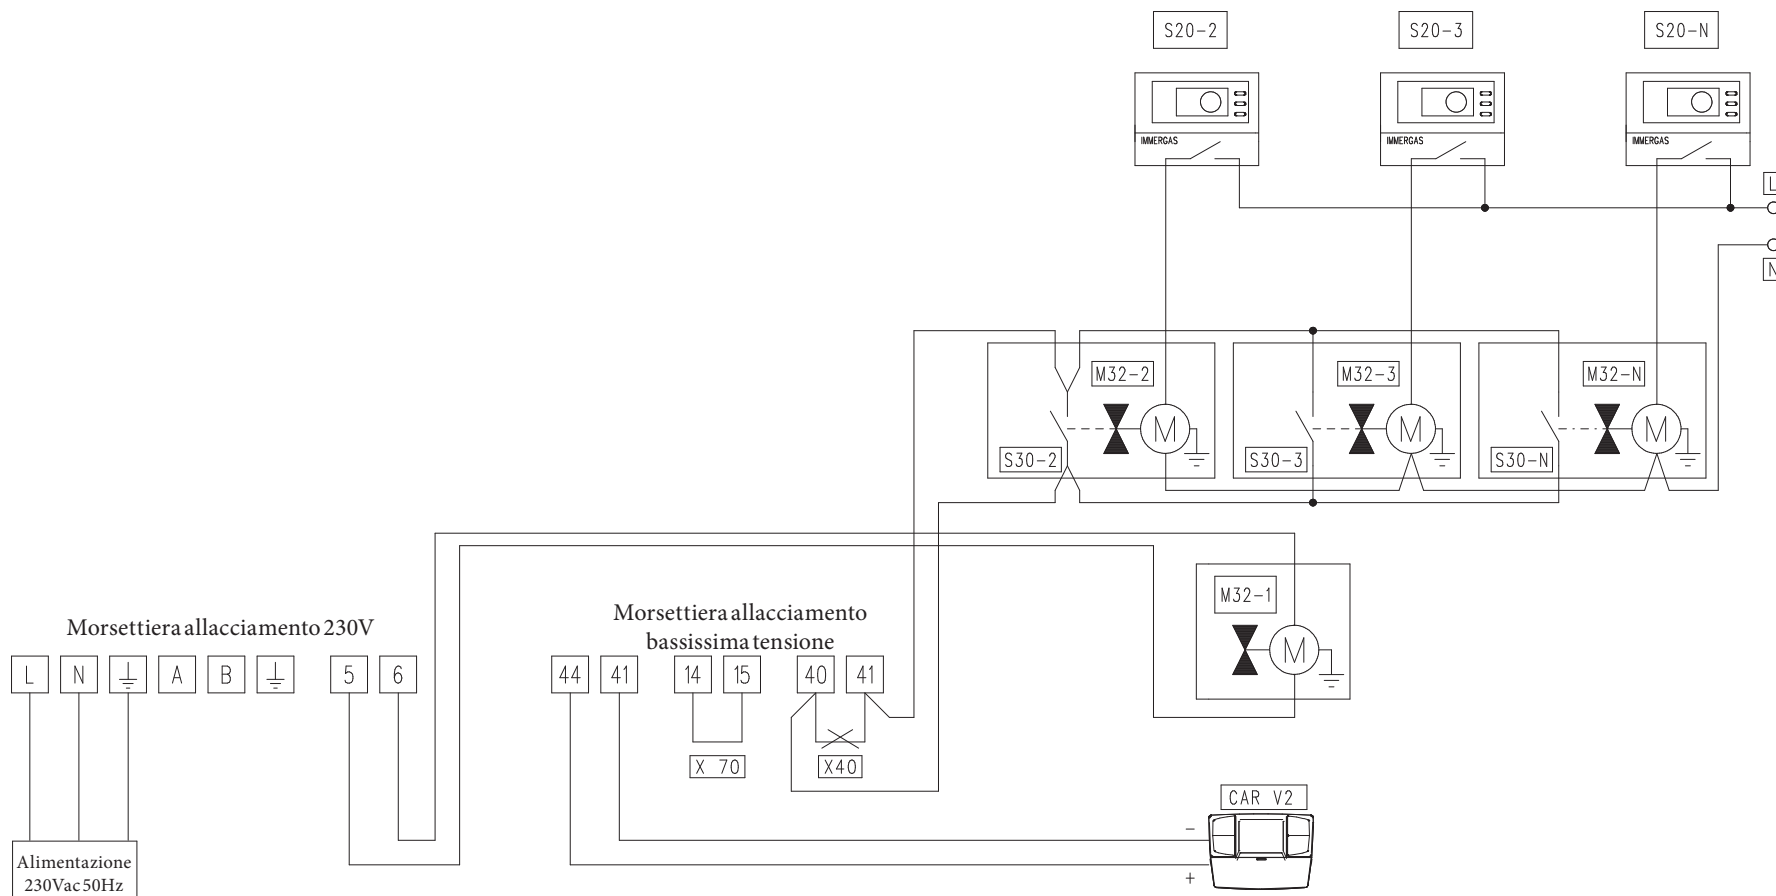 S20-2
S20-3
S20-N
IMMERGAS
IMMERGAS
IMMERGAS
L
N
M32-2
M
S30-2
M32-3
M
S30-3
M32-N
M
S30-N
M32-1
M
Morsettiera allacciamento 230V
L N A B 5 6
Morsettiera allacciamento
bassissima tensione
44 41 14 15 40 41
X 70
X40
CAR V2
-
+
Alimentazione
230Vac 50Hz